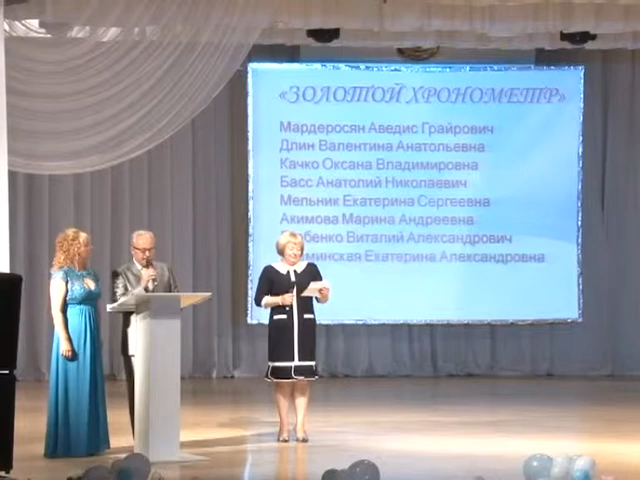 «ЗОЛОТОЙ ХРОНОМЕТР»
Мардеросян Аведис Грайрович
Длин Валентина Анатольевна
Качко Оксана Владимировна
Басс Анатолий Николаевич
Мельник Екатерина Сергеевна
Акимова Марина Андреевна
Виталий Александрович
Екатерина Александровна